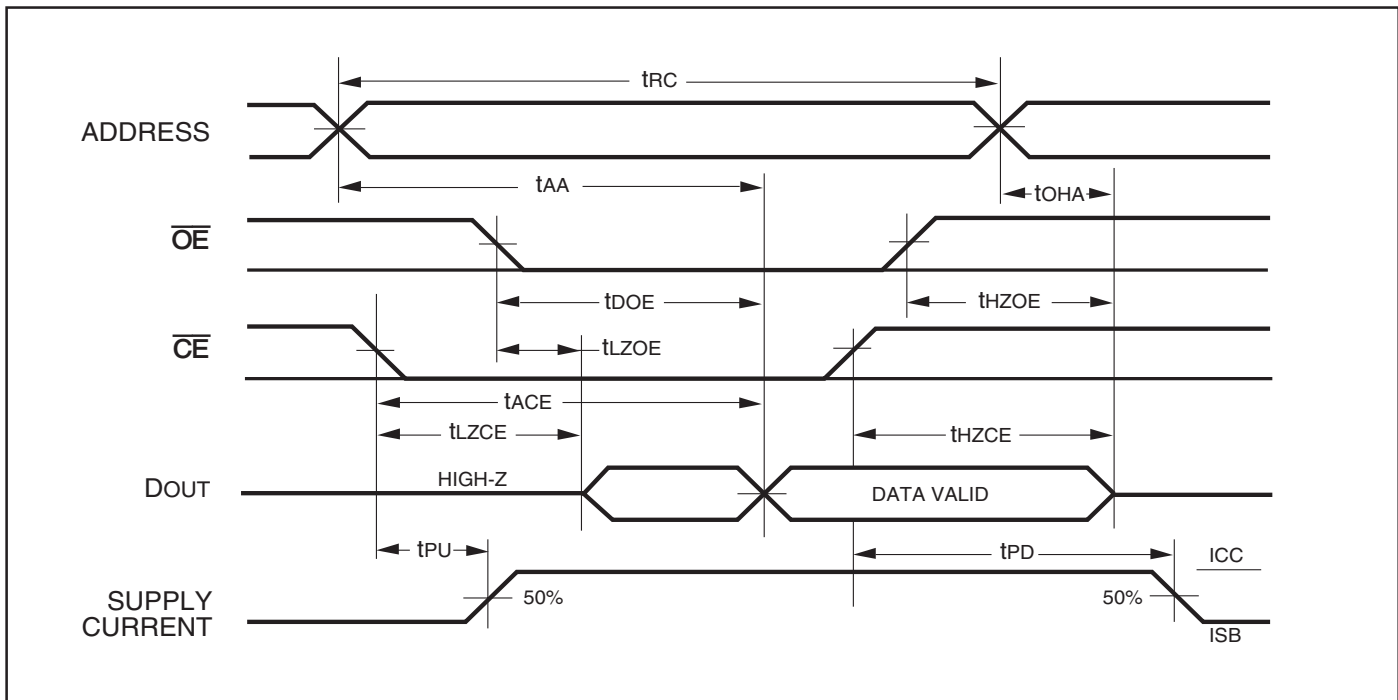 tRC
ADDRESS
tAA
tOHA
OE
tDOE
tHZOE
CE
tLZOE
tACE
tLZCE
tHZCE
DOUT
HIGH-Z
DATA VALID
tPU
tPD
ICC
SUPPLY
CURRENT
50%
50%
ISB